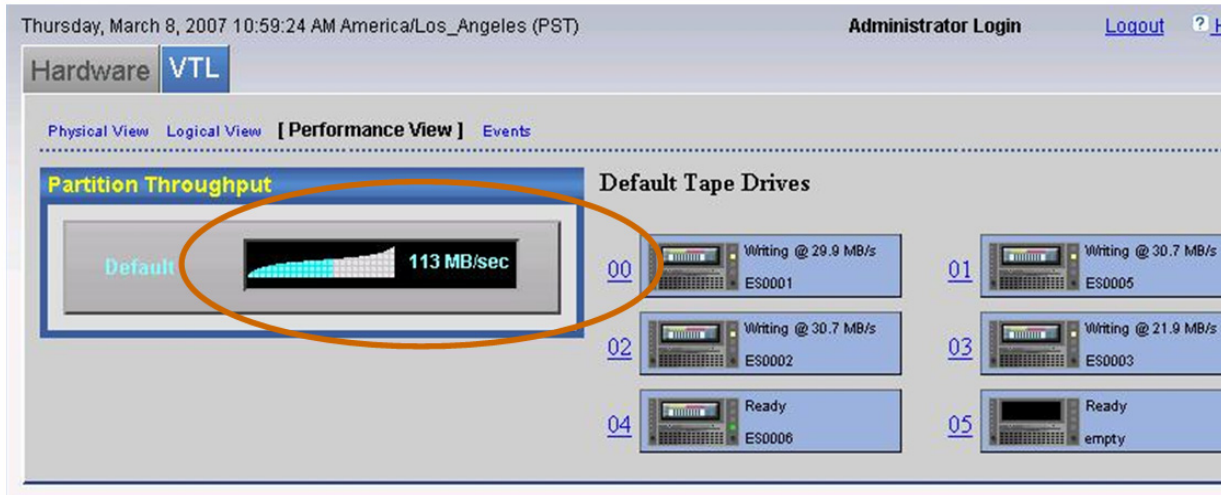 Thursday, March 8, 2007 10:59:24 AM America/Los_Angeles (PST) Administrator Login Logout ? H
Hardware VTL
Physical View Logical View [ Performance View ] Events
Partition Throughput
Default 113 MB/sec
Default Tape Drives
00 Writing @ 29.9 MB/s
ES0001
01 Writing @ 30.7 MB/s
ES0005
02 Writing @ 30.7 MB/s
ES0002
03 Writing @ 21.9 MB/s
ES0003
04 Ready
ES0006
05 Ready
empty